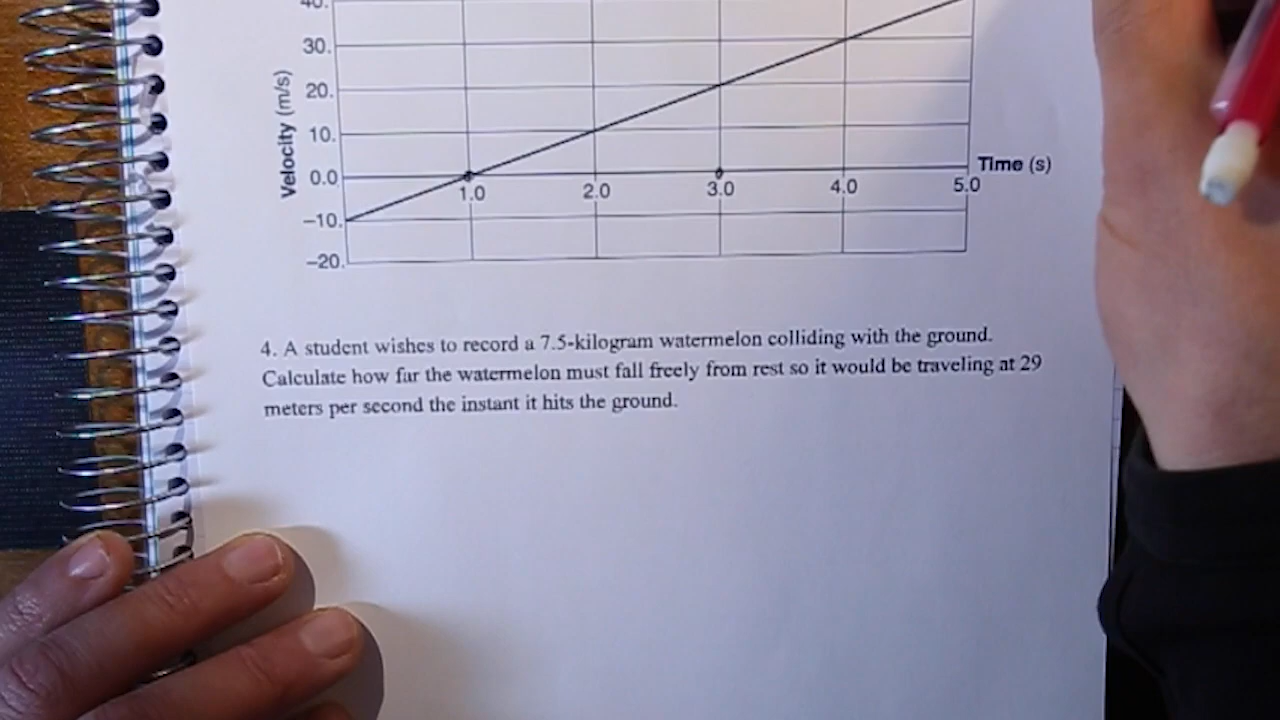 40.
30.
20.
10.
0.0
−10.
−20.
Velocity (m/s)
1.0 2.0 3.0 4.0 5.0
Time (s)
4. A student wishes to record a 7.5-kilogram watermelon colliding with the ground.
Calculate how far the watermelon must fall freely from rest so it would be traveling at 29
meters per second the instant it hits the ground.